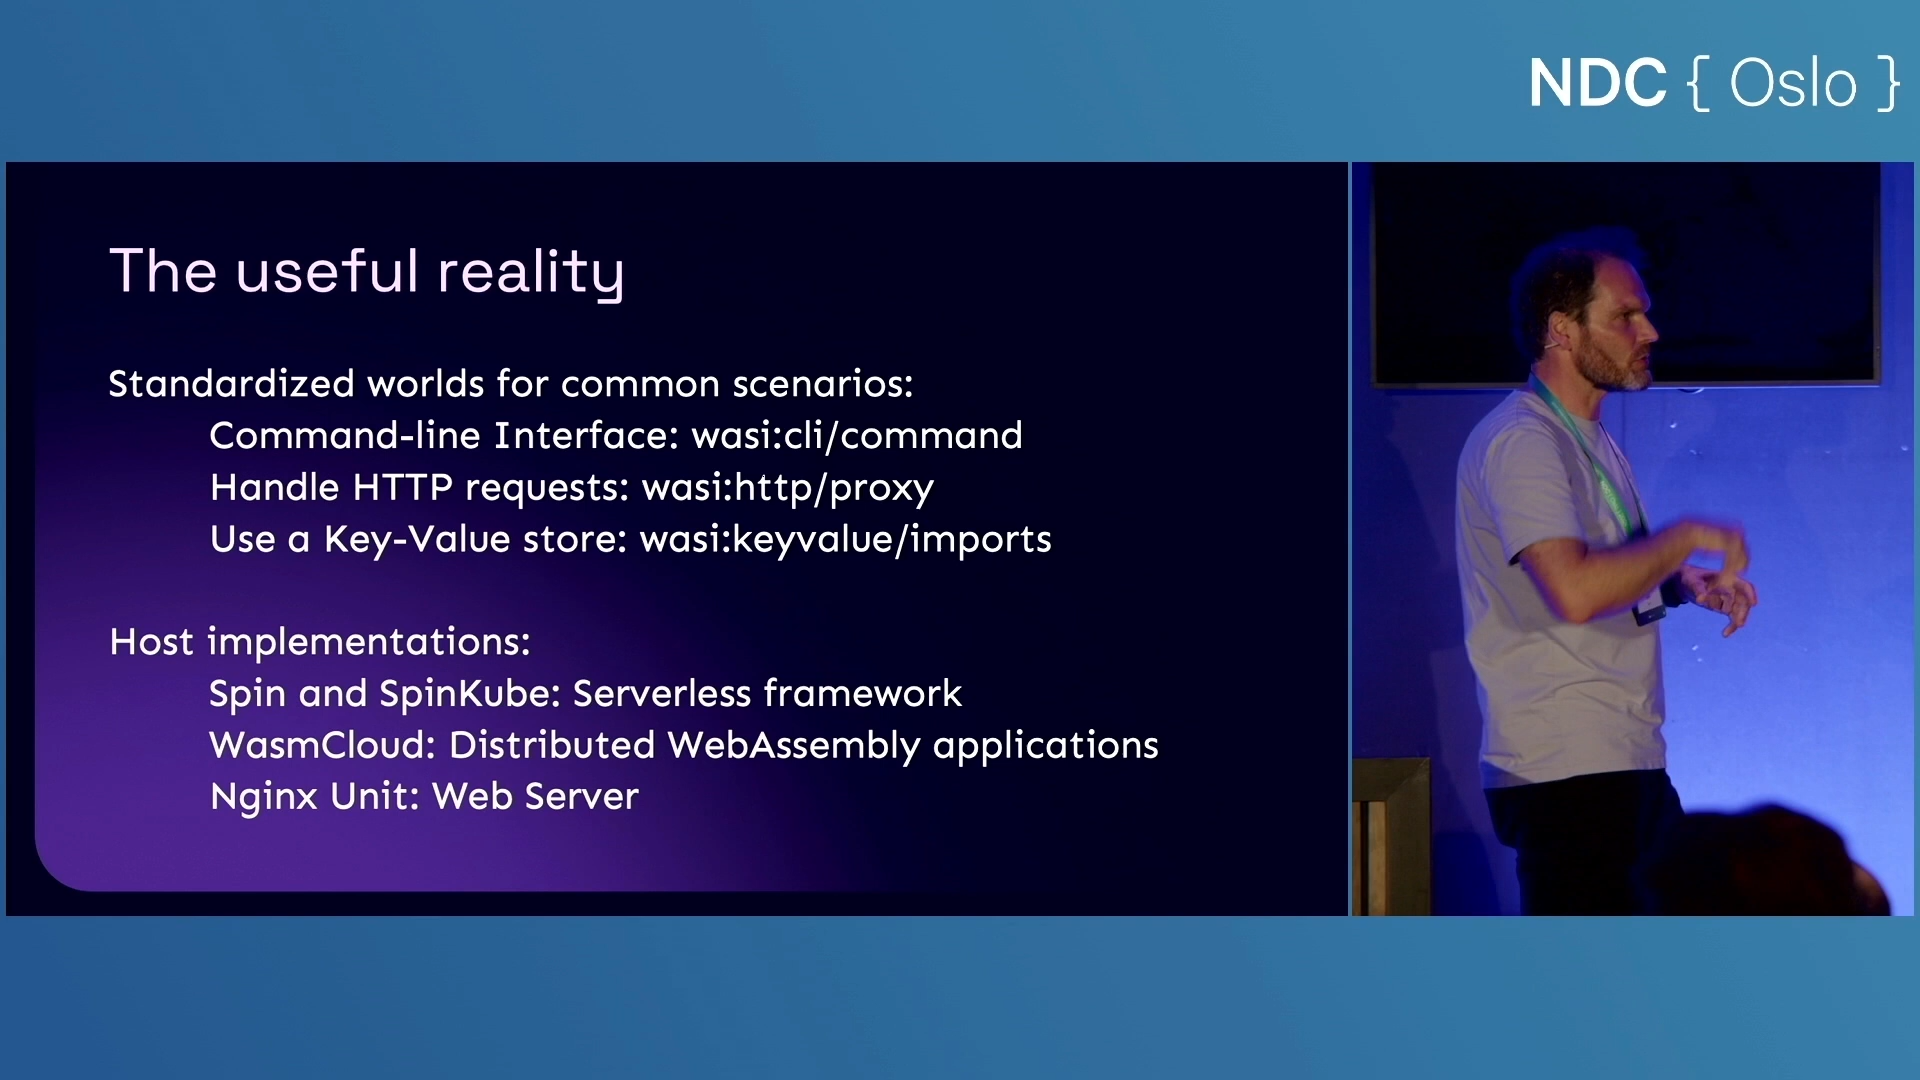 NDC { Oslo }
The useful reality
Standardized worlds for common scenarios:
Command-line Interface: wasi:cli/command
Handle HTTP requests: wasi:http/proxy
Use a Key-Value store: wasi:keyvalue/imports
Host implementations:
Spin and SpinKube: Serverless framework
WasmCloud: Distributed WebAssembly applications
Nginx Unit: Web Server